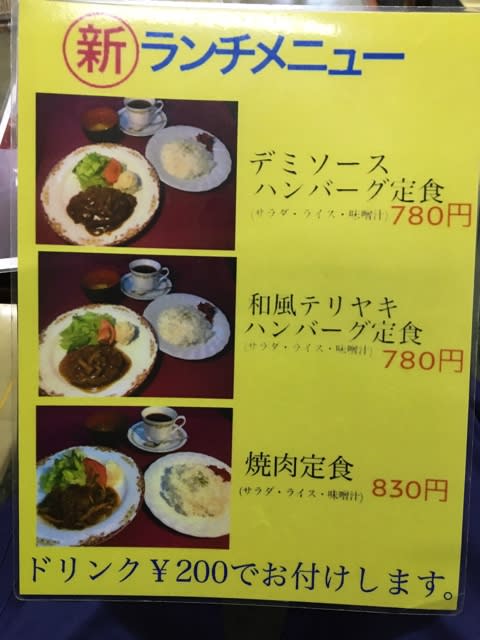 新ランチメニュー
デミソース
ハンバーグ定食
(サラダ・ライス・味噌汁) 780円
和風テリヤキ
ハンバーグ定食
(サラダ・ライス・味噌汁) 780円
焼肉定食
(サラダ・ライス・味噌汁) 830円
ドリンク￥200でお付けします。